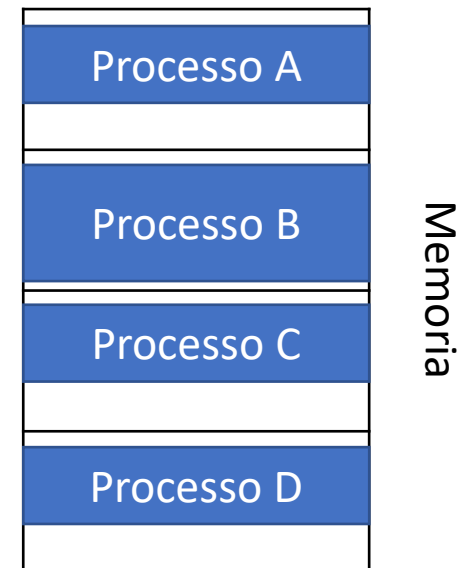 Processo A
Processo B
Memoria
Processo C
Processo D